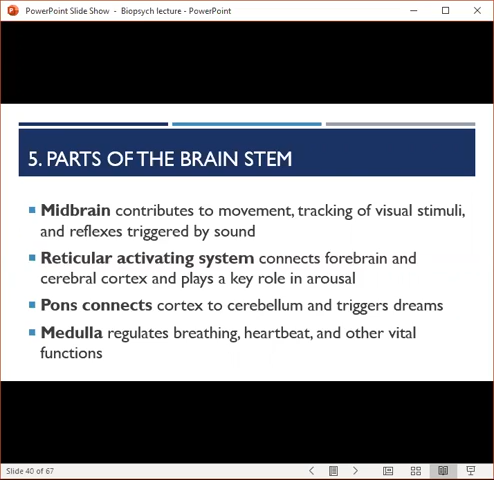 PowerPoint Slide Show - Biopsych lecture - PowerPoint
5. PARTS OF THE BRAIN STEM
Midbrain contributes to movement, tracking of visual stimuli,
and reflexes triggered by sound
Reticular activating system connects forebrain and
cerebral cortex and plays a key role in arousal
Pons connects cortex to cerebellum and triggers dreams
Medulla regulates breathing, heartbeat, and other vital
functions
Slide 40 of 67